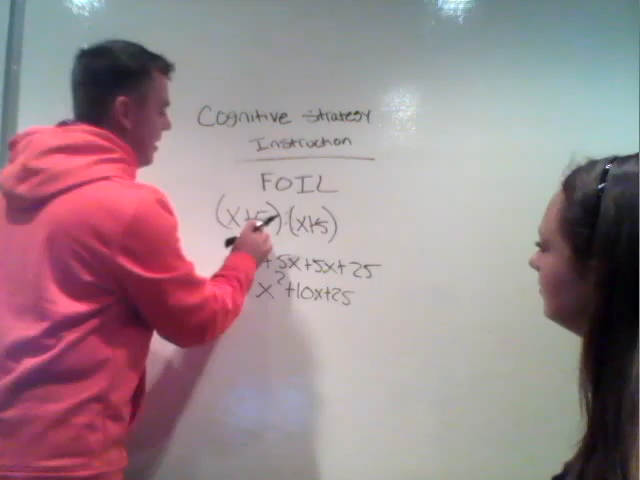 Cognitive Strategy
Instruction
FOIL
(x+5)·(x+5)
+5x+5x+25
x²+10x+25